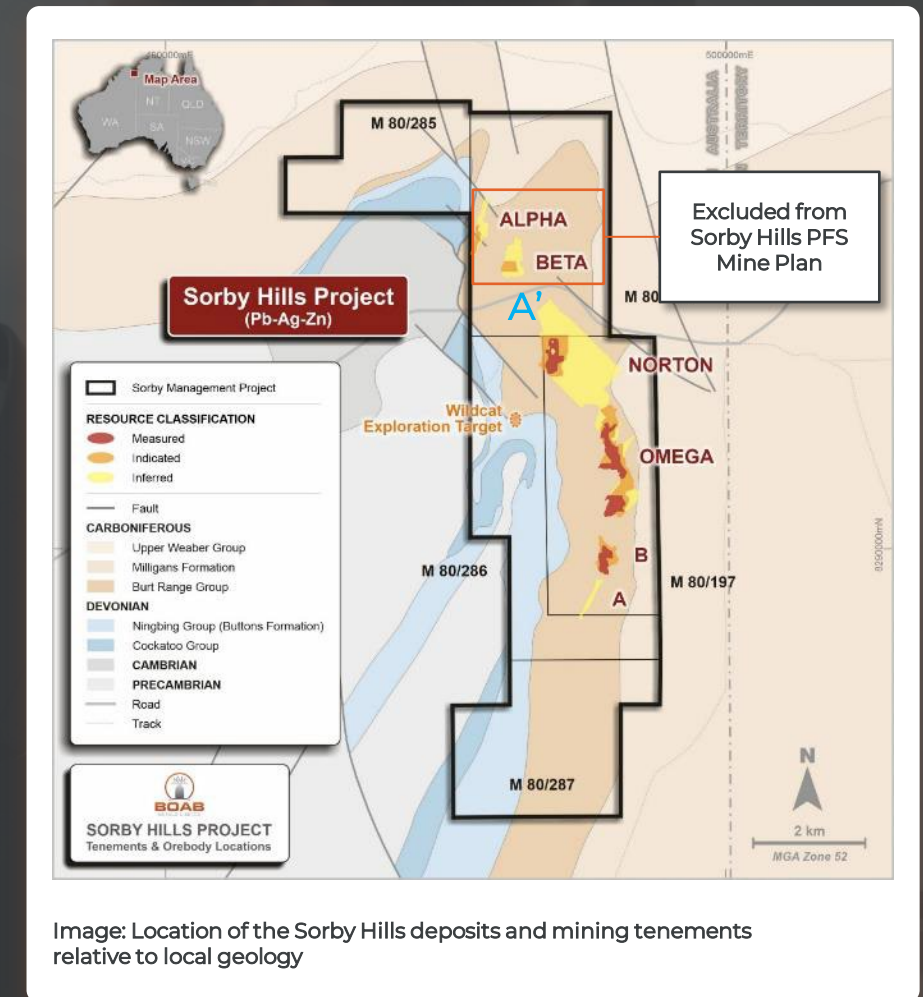 500000mE
Map Area
NT
QLD
WA
SA
NSW
AUSTRALIA
TERRITORY
M 80/285
Excluded from
Sorby Hills PFS
Mine Plan
ALPHA
BETA
A’
M 80
Sorby Hills Project
(Pb-Ag-Zn)
NORTON
Wildcat
Exploration Target
OMEGA
B
A
M 80/286
M 80/197
8290000mN
Sorby Management Project
RESOURCE CLASSIFICATION
Measured
Indicated
Inferred
Fault
CARBONIFEROUS
Upper Weaber Group
Milligans Formation
Burt Range Group
DEVONIAN
Ningbing Group (Buttons Formation)
Cockatoo Group
CAMBRIAN
PRECAMBRIAN
Road
Track
M 80/287
N
2 km
MGA Zone 52
BOAB
SORBY HILLS PROJECT
Tenements & Orebody Locations
Image: Location of the Sorby Hills deposits and mining tenements
relative to local geology